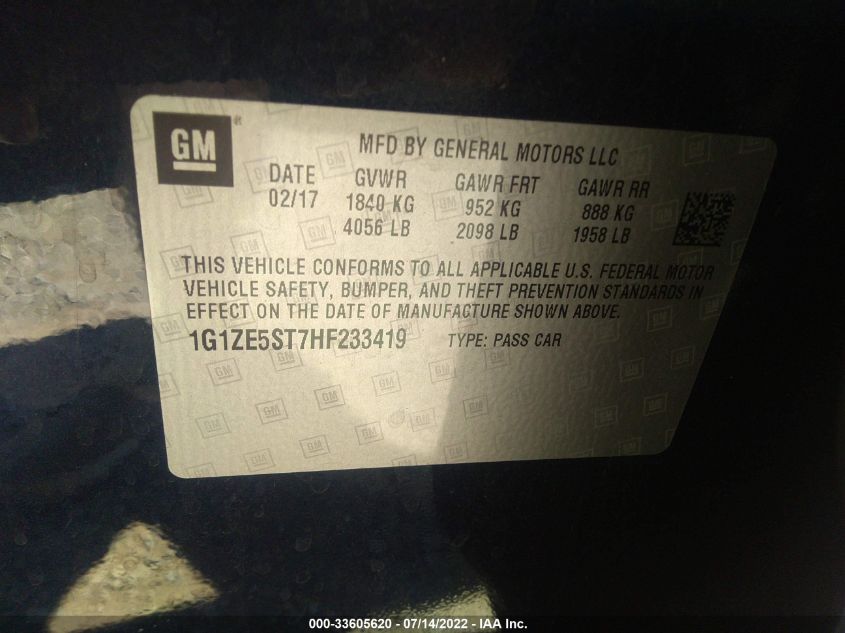 GM ®
MFD BY GENERAL MOTORS LLC
DATE GVWR GAWR FRT GAWR RR
02/17 1840 KG 952 KG 888 KG
4056 LB 2098 LB 1958 LB
THIS VEHICLE CONFORMS TO ALL APPLICABLE U.S. FEDERAL MOTOR
VEHICLE SAFETY, BUMPER, AND THEFT PREVENTION STANDARDS IN
EFFECT ON THE DATE OF MANUFACTURE SHOWN ABOVE.
1G1ZE5ST7HF233419 TYPE: PASS CAR
000-33605620 - 07/14/2022 - IAA Inc.